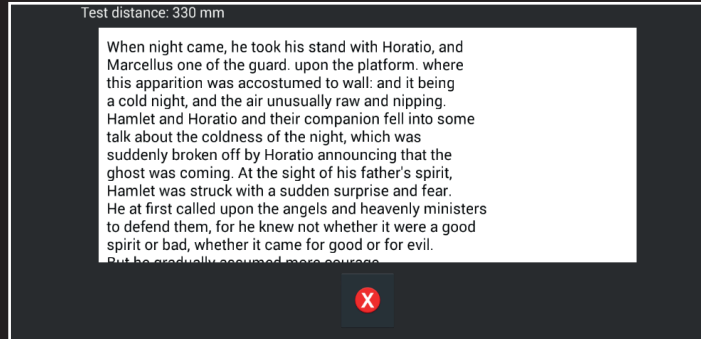 Test distance: 330 mm
When night came, he took his stand with Horatio, and
Marcellus one of the guard. upon the platform. where
this apparition was accostumed to wall: and it being
a cold night, and the air unusually raw and nipping.
Hamlet and Horatio and their companion fell into some
talk about the coldness of the night, which was
suddenly broken off by Horatio announcing that the
ghost was coming. At the sight of his father's spirit,
Hamlet was struck with a sudden surprise and fear.
He at first called upon the angels and heavenly ministers
to defend them, for he knew not whether it were a good
spirit or bad, whether it came for good or for evil.
But he gradually assumed more courage
X